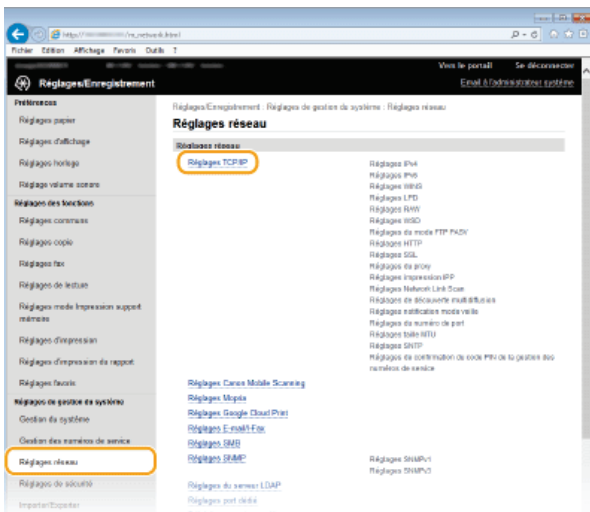 http:// /m_network.html
Fichier Edition Affichage Favoris Outils ?
Vers le portail Se déconnecter
Réglages/Enregistrement
Email à l'administrateur système
Préférences
Réglages papier
Réglages d'affichage
Réglages horloge
Réglage volume sonore
Réglages des fonctions
Réglages communs
Réglages copie
Réglages fax
Réglages de lecture
Réglages mode Impression support
mémoire
Réglages d'impression
Réglages d'impression du rapport
Réglages favoris
Réglages de gestion du système
Gestion du système
Gestion des numéros de service
Réglages réseau
Réglages de sécurité
Importer/Exporter
Réglages/Enregistrement : Réglages de gestion du système : Réglages réseau
Réglages réseau
Réglages réseau
Réglages TCP/IP
Réglages IPv4
Réglages IPv6
Réglages WINS
Réglages LPD
Réglages RAW
Réglages WSD
Réglages du mode FTP PASV
Réglages HTTP
Réglages SSL
Réglages du proxy
Réglages impression IPP
Réglages Network Link Scan
Réglages de découverte multidiffusion
Réglages notification mode veille
Réglages du numéro de port
Réglages taille MTU
Réglages SNTP
Réglages de confirmation du code PIN de la gestion des
numéros de service
Réglages Canon Mobile Scanning
Réglages Mopria
Réglages Google Cloud Print
Réglages E-mail/I-Fax
Réglages SMB
Réglages SNMP
Réglages SNMPv1
Réglages SNMPv3
Réglages du serveur LDAP
Réglages port dédié